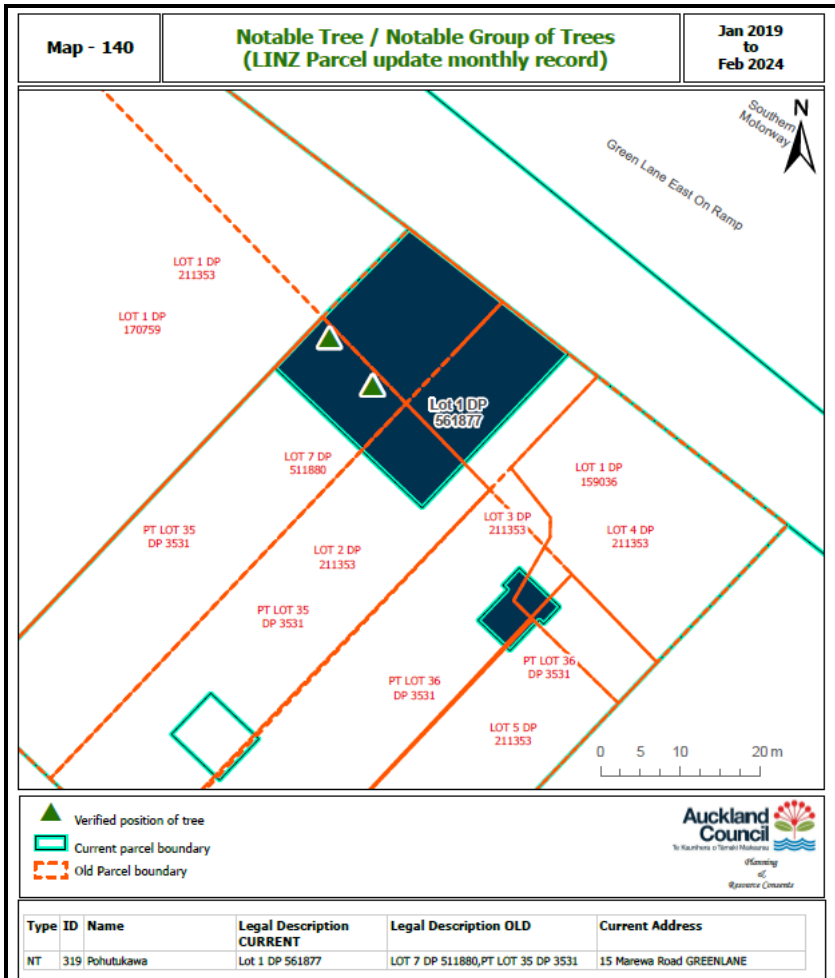 Map - 140
Notable Tree / Notable Group of Trees
(LINZ Parcel update monthly record)
Jan 2019
to
Feb 2024
Southern
Motorway
N
Green Lane East On Ramp
LOT 1 DP
211353
LOT 1 DP
170759
Lot 1 DP
561877
LOT 7 DP
511880
LOT 1 DP
159036
PT LOT 35
DP 3531
LOT 3 DP
211353
LOT 4 DP
211353
LOT 2 DP
211353
PT LOT 35
DP 3531
PT LOT 36
DP 3531
PT LOT 36
DP 3531
LOT 5 DP
211353
0 5 10 20 m
Verified position of tree
Current parcel boundary
Old Parcel boundary
Auckland
Council
Te Kaunihera o Tāmaki Makaurau
Planning
&
Resource Consents
Type ID Name Legal Description CURRENT Legal Description OLD Current Address
NT 319 Pohutukawa Lot 1 DP 561877 LOT 7 DP 511880,PT LOT 35 DP 3531 15 Marewa Road GREENLANE